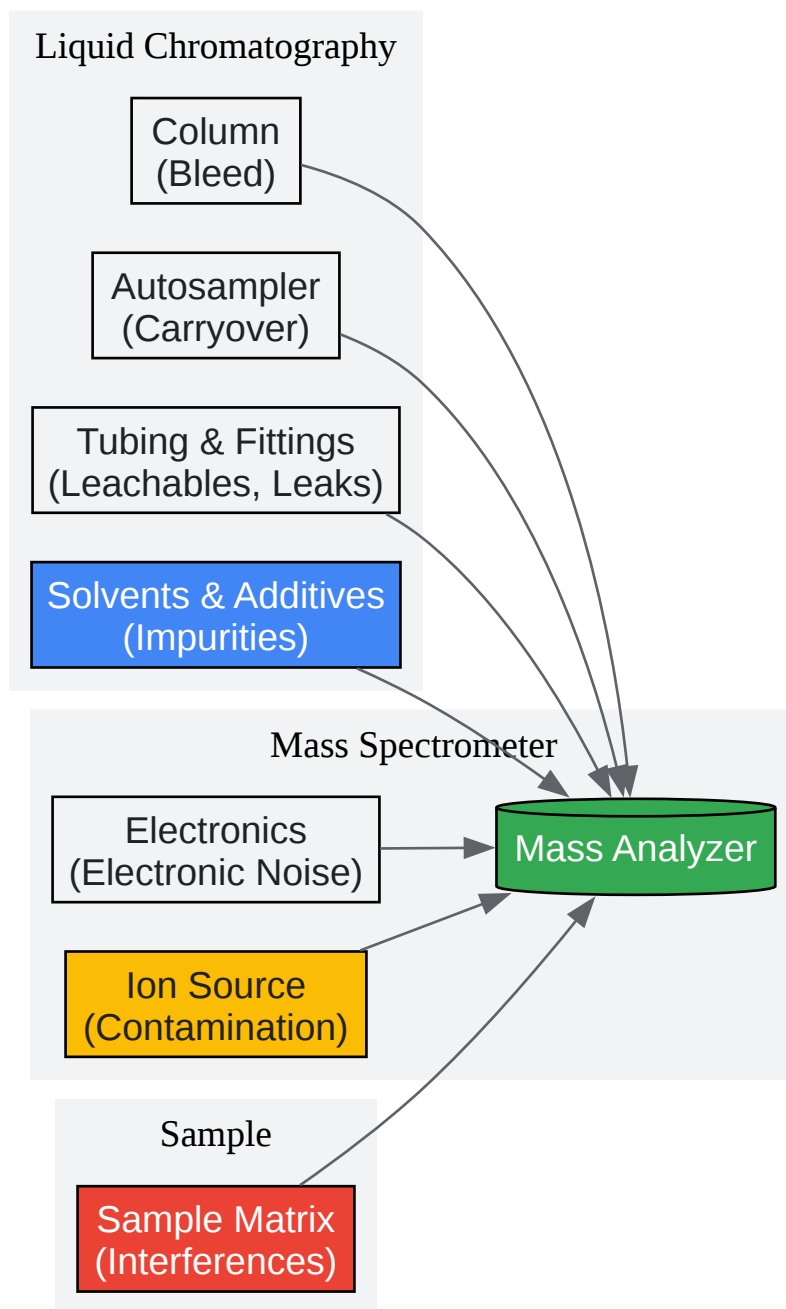 Liquid Chromatography
Column
(Bleed)
Autosampler
(Carryover)
Tubing & Fittings
(Leachables, Leaks)
Solvents & Additives
(Impurities)
Mass Spectrometer
Electronics
(Electronic Noise)
Mass Analyzer
Ion Source
(Contamination)
Sample
Sample Matrix
(Interferences)